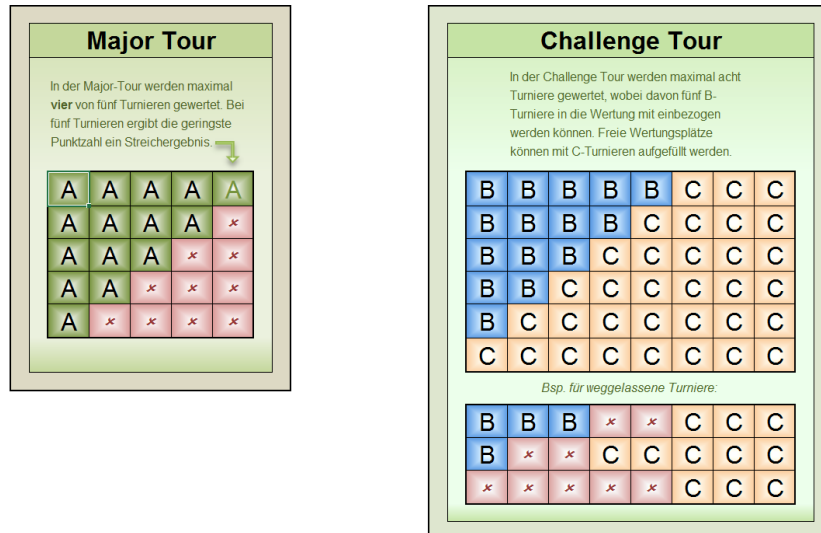 Major Tour
In der Major-Tour werden maximal
vier von fünf Turnieren gewertet. Bei
fünf Turnieren ergibt die geringste
Punktzahl ein Streichergebnis.
A A A A A
A A A A ×
A A A × ×
A A × × ×
A × × × ×
Challenge Tour
In der Challenge Tour werden maximal acht
Turniere gewertet, wobei davon fünf B-
Turniere in die Wertung mit einbezogen
werden können. Freie Wertungsplätze
können mit C-Turnieren aufgefüllt werden.
B B B B B C C C
B B B B C C C C
B B B C C C C C
B B C C C C C C
B C C C C C C C
C C C C C C C C
Bsp. für weggelassene Turniere:
B B B × × C C C
B × × C C C C C
× × × × × C C C